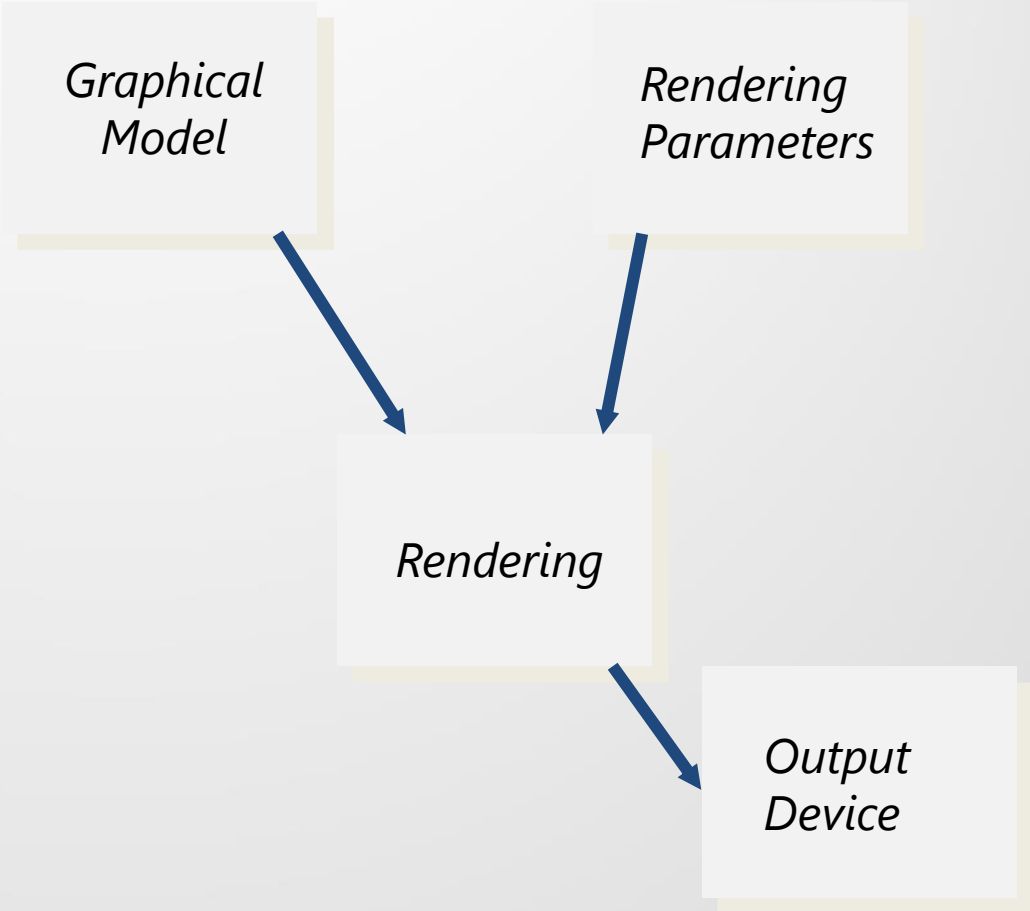 Graphical
Model
Rendering
Parameters
Rendering
Output
Device